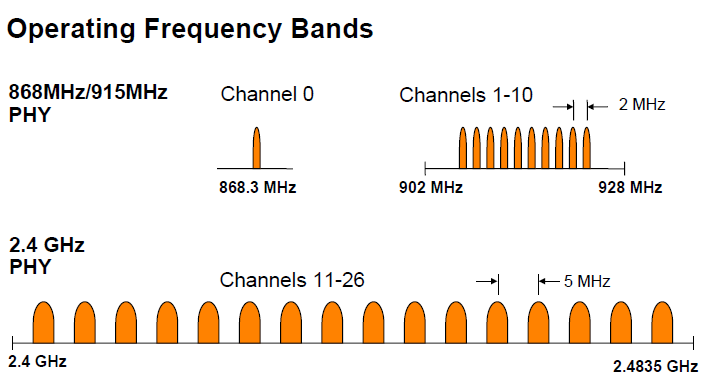 Operating Frequency Bands
868MHz/915MHz
PHY
Channel 0
Channels 1-10
2 MHz
868.3 MHz
902 MHz
928 MHz
2.4 GHz
PHY
Channels 11-26
5 MHz
2.4 GHz
2.4835 GHz